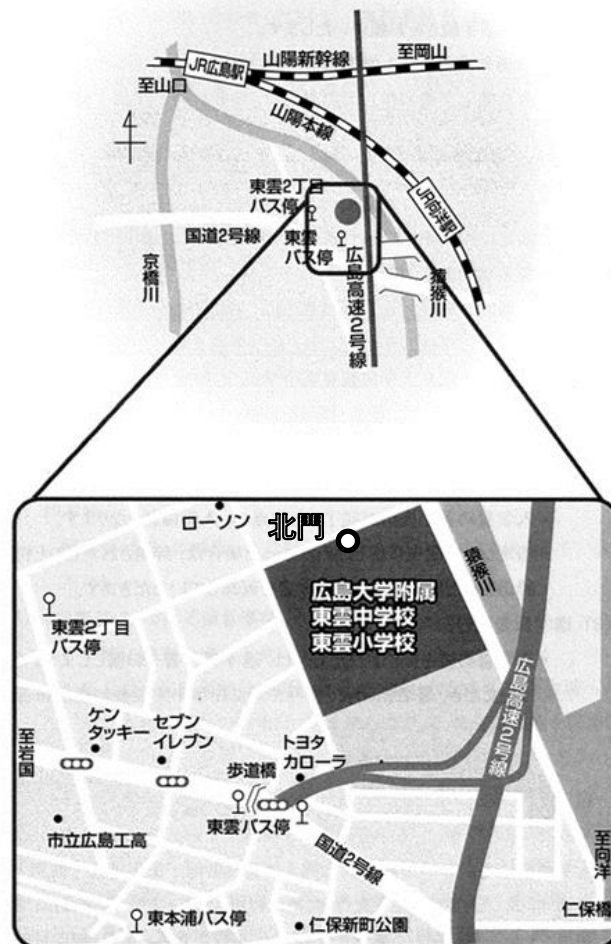 山陽新幹線
至岡山
JR広島駅
至山口
山陽本線
JR向洋駅
東雲2丁目
バス停
国道2号線
東雲
バス停
京橋川
広島高速2号線
猿猴川
ローソン
北門
猿猴川
広島大学附属
東雲中学校
東雲小学校
東雲2丁目
バス停
広島高速2号線
ケン
タッキー
セブン
イレブン
トヨタ
カローラ
至岩国
歩道橋
東雲バス停
市立広島工高
国道2号線
至向洋
仁保橋
東本浦バス停
仁保新町公園